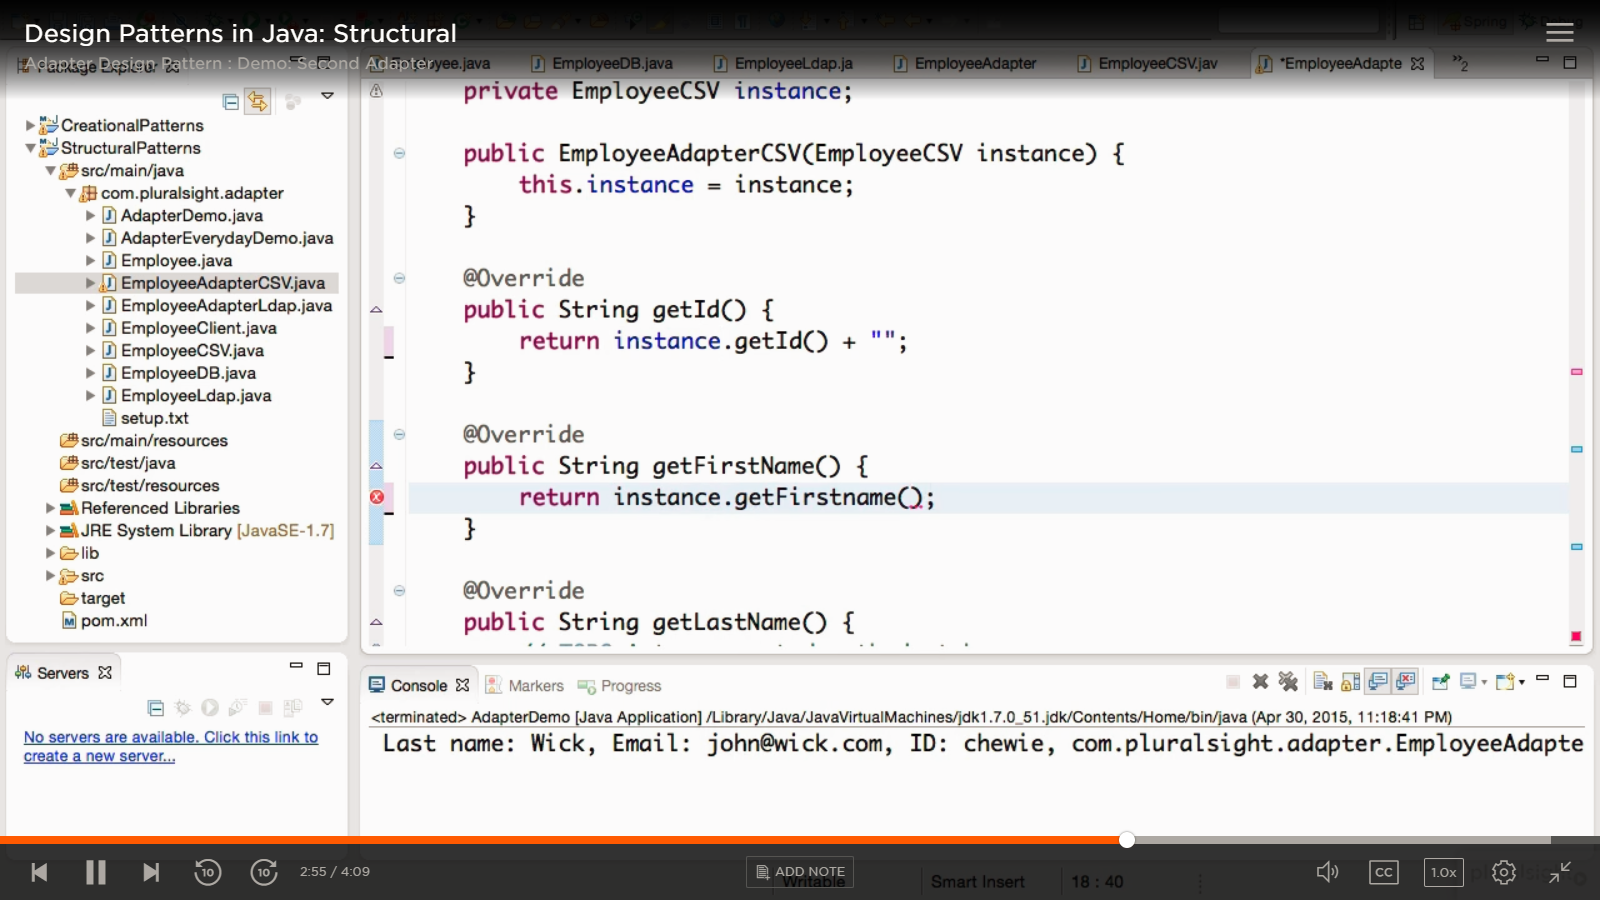 Design Patterns in Java: Structural
Adapter Design Pattern : Demo: Second Adapter
Package Explorer
CreationalPatterns
StructuralPatterns
src/main/java
com.pluralsight.adapter
AdapterDemo.java
AdapterEverydayDemo.java
Employee.java
EmployeeAdapterCSV.java
EmployeeAdapterLdap.java
EmployeeClient.java
EmployeeCSV.java
EmployeeDB.java
EmployeeLdap.java
setup.txt
src/main/resources
src/test/java
src/test/resources
Referenced Libraries
JRE System Library [JavaSE-1.7]
lib
src
target
pom.xml
Servers
No servers are available. Click this link to
create a new server...
EmployeeDB.java
EmployeeLdap.ja
EmployeeAdapter
EmployeeCSV.jav
*EmployeeAdapte
»2
private EmployeeCSV instance;
public EmployeeAdapterCSV(EmployeeCSV instance) {
this.instance = instance;
}
@Override
public String getId() {
return instance.getId() + "";
}
@Override
public String getFirstName() {
return instance.getFirstname();
}
@Override
public String getLastName() {
Console
Markers
Progress
<terminated> AdapterDemo [Java Application] /Library/Java/JavaVirtualMachines/jdk1.7.0_51.jdk/Contents/Home/bin/java (Apr 30, 2015, 11:18:41 PM)
Last name: Wick, Email: john@wick.com, ID: chewie, com.pluralsight.adapter.EmployeeAdapte
10
10
2:55 / 4:09
ADD NOTE
Writable
Smart Insert
18 : 40
CC
1.0x